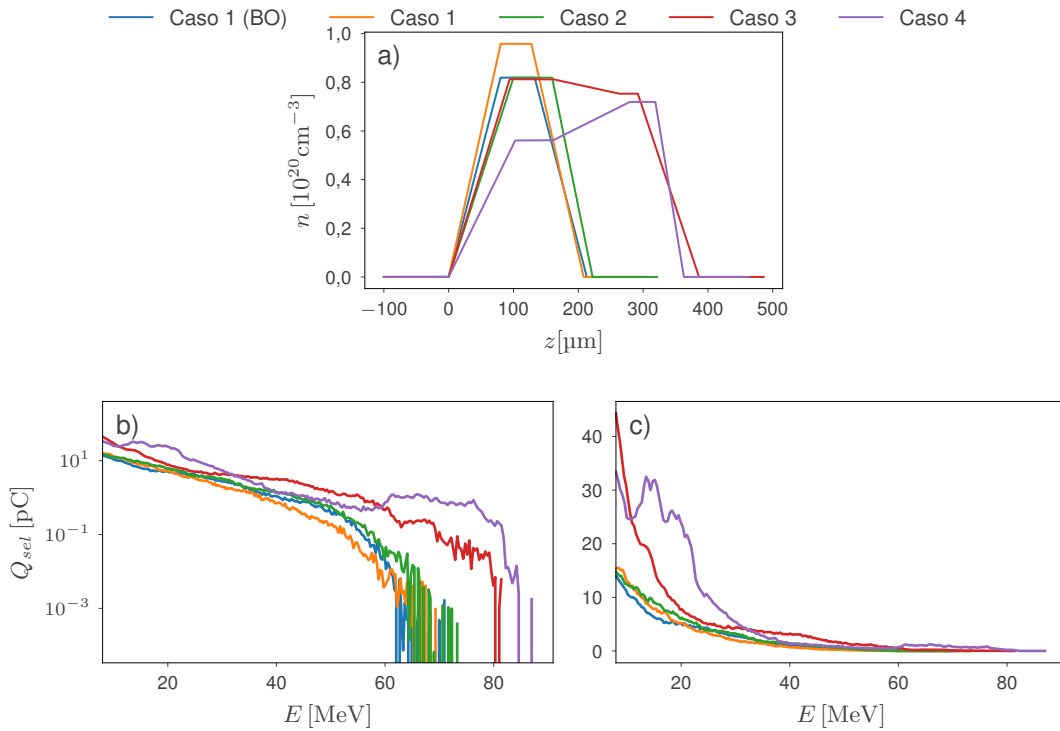 Caso 1 (BO) Caso 1 Caso 2 Caso 3 Caso 4
a)
1,0
0,8
0,6
0,4
0,2
0,0
n [10²⁰cm⁻³]
−100 0 100 200 300 400 500
z[µm]
b)
10¹
10⁻¹
10⁻³
Q_sel [pC]
20 40 60 80
E [MeV]
c)
40
30
20
10
0
20 40 60 80
E [MeV]